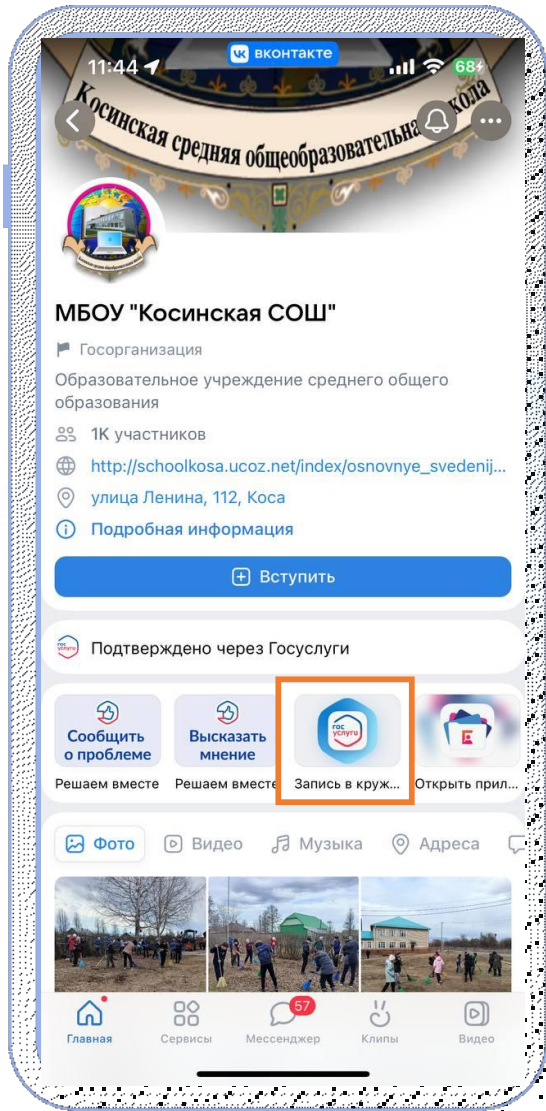 11:44
вконтакте
68
Косинская средняя общеобразовательная школа
МБОУ "Косинская СОШ"
Госорганизация
Образовательное учреждение среднего общего
образования
1K участников
http://schoolkosa.ucoz.net/index/osnovnye_svedenij...
улица Ленина, 112, Коса
Подробная информация
Вступить
гос услуги
Подтверждено через Госуслуги
Сообщить
о проблеме
Решаем вместе
Высказать
мнение
Решаем вместе
гос
услуги
Запись в круж...
Е
Открыть прил...
Фото Видео Музыка Адреса
57
Главная Сервисы Мессенджер Клипы Видео